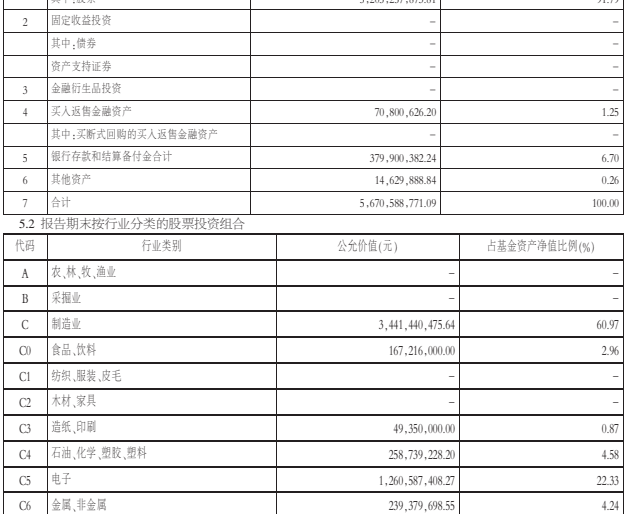 其中:股票 5,205,257,873.81 91.79
2 固定收益投资 – –
其中:债券 – –
资产支持证券 – –
3 金融衍生品投资 – –
4 买入返售金融资产 70,800,626.20 1.25
其中:买断式回购的买入返售金融资产 – –
5 银行存款和结算备付金合计 379,900,382.24 6.70
6 其他资产 14,629,888.84 0.26
7 合计 5,670,588,771.09 100.00
5.2 报告期末按行业分类的股票投资组合
代码 行业类别 公允价值(元) 占基金资产净值比例(%)
A 农、林、牧、渔业 – –
B 采掘业 – –
C 制造业 3,441,440,475.64 60.97
C0 食品、饮料 167,216,000.00 2.96
C1 纺织、服装、皮毛 – –
C2 木材、家具 – –
C3 造纸、印刷 49,350,000.00 0.87
C4 石油、化学、塑胶、塑料 258,739,228.20 4.58
C5 电子 1,260,587,408.27 22.33
C6 金属、非金属 239,379,698.55 4.24